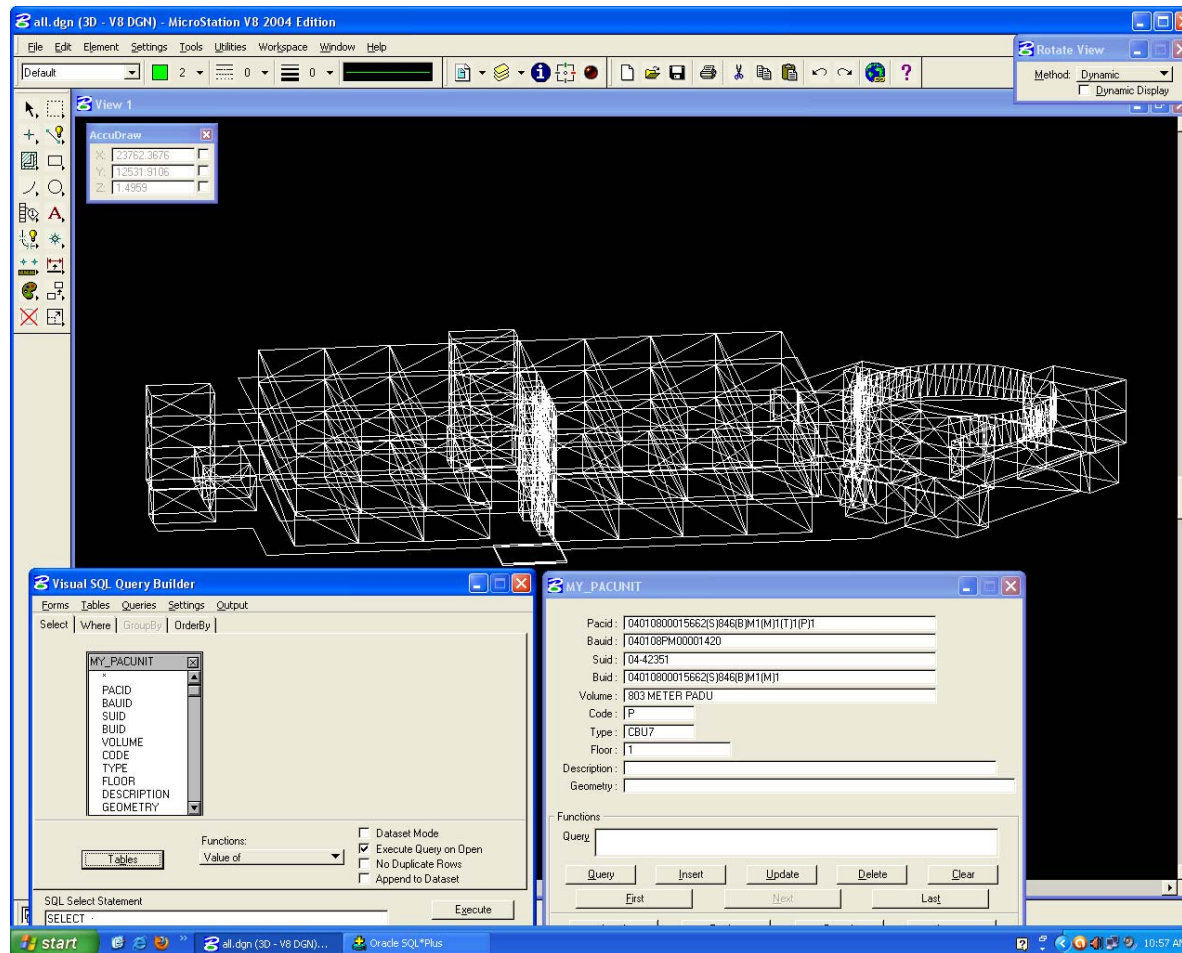 all.dgn (3D - V8 DGN) - MicroStation V8 2004 Edition
File Edit Element Settings Tools Utilities Workspace Window Help
Default 2 0 0
Rotate View
Method: Dynamic
Dynamic Display
View 1
AccuDraw
X: 23762.3676
Y: 12531.9106
Z: 1.4959
Visual SQL Query Builder
Forms Tables Queries Settings Output
Select Where GroupBy OrderBy
MY_PACUNIT
*
PACID
BAUID
SUID
BUID
VOLUME
CODE
TYPE
FLOOR
DESCRIPTION
GEOMETRY
Tables
Functions:
Value of
Dataset Mode
Execute Query on Open
No Duplicate Rows
Append to Dataset
SQL Select Statement
SELECT
Execute
MY_PACUNIT
Pacid : 04010800015662(S)846(B)M1(M)1(T)1(P)1
Bauid : 040108PM00001420
Suid : 04-42351
Buid : 04010800015662(S)846(B)M1(M)1
Volume : 803 METER PADU
Code : P
Type : CBU7
Floor : 1
Description :
Geometry :
Functions
Query
Query Insert Update Delete Clear
First Next Last
start
all.dgn (3D - V8 DGN)...
Oracle SQL*Plus
10:57 AM